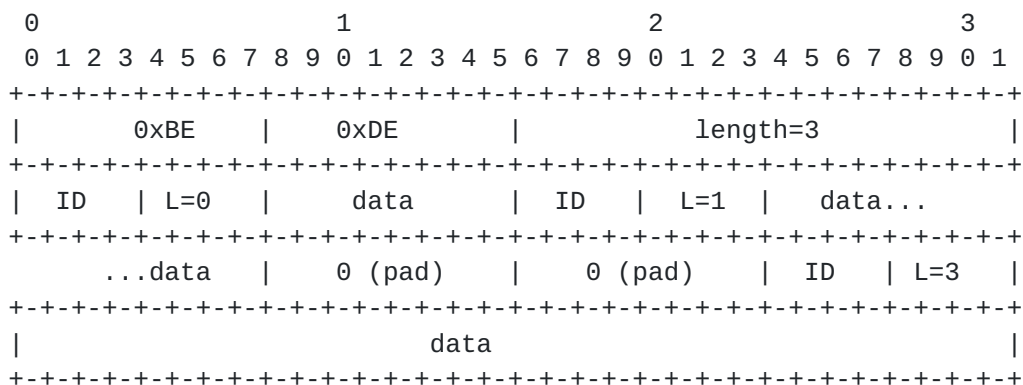 0                   1                   2                   3
0 1 2 3 4 5 6 7 8 9 0 1 2 3 4 5 6 7 8 9 0 1 2 3 4 5 6 7 8 9 0 1
+-+-+-+-+-+-+-+-+-+-+-+-+-+-+-+-+-+-+-+-+-+-+-+-+-+-+-+-+-+-+-+-+
|       0xBE    |    0xDE       |           length=3            |
+-+-+-+-+-+-+-+-+-+-+-+-+-+-+-+-+-+-+-+-+-+-+-+-+-+-+-+-+-+-+-+-+
|  ID   | L=0   |     data      |  ID   |  L=1  |   data...
+-+-+-+-+-+-+-+-+-+-+-+-+-+-+-+-+-+-+-+-+-+-+-+-+-+-+-+-+-+-+-+-+
...data   |    0 (pad)    |    0 (pad)    |  ID   | L=3   |
+-+-+-+-+-+-+-+-+-+-+-+-+-+-+-+-+-+-+-+-+-+-+-+-+-+-+-+-+-+-+-+-+
|                          data                                 |
+-+-+-+-+-+-+-+-+-+-+-+-+-+-+-+-+-+-+-+-+-+-+-+-+-+-+-+-+-+-+-+-+